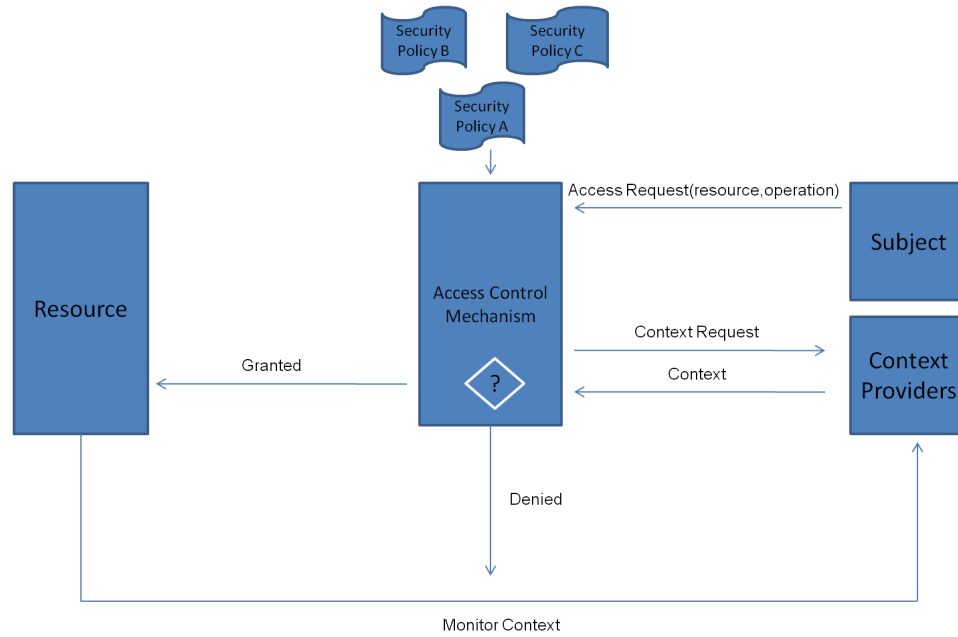 Security
Policy B
Security
Policy C
Security
Policy A
Access Request(resource,operation)
Subject
Resource
Access Control
Mechanism
?
Context Request
Granted
Context
Context
Providers
Denied
Monitor Context